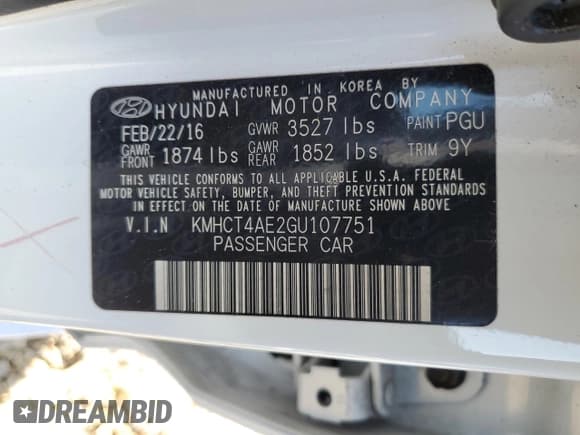 MANUFACTURED IN KOREA BY
HYUNDAI MOTOR COMPANY
FEB/22/16 GVWR 3527 lbs PAINT PGU
GAWR FRONT 1874 lbs GAWR REAR 1852 lbs TRIM 9Y
THIS VEHICLE CONFORMS TO ALL APPLICABLE U.S.A. FEDERAL
MOTOR VEHICLE SAFETY, BUMPER, AND THEFT PREVENTION STANDARDS
IN EFFECT ON THE DATE OF MANUFACTURE SHOWN ABOVE.
V.I.N KMHCT4AE2GU107751
PASSENGER CAR
DREAMBID